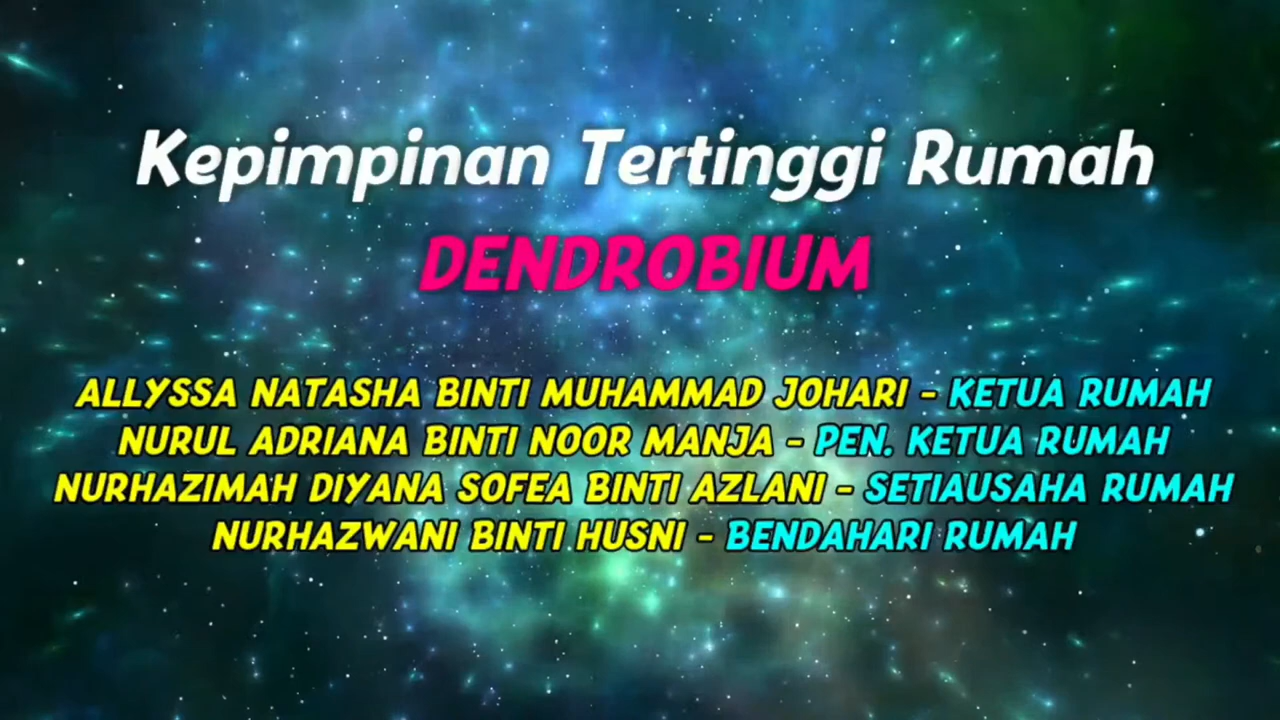 Kepimpinan Tertinggi Rumah
DENDROBIUM
ALLYSSA NATASHA BINTI MUHAMMAD JOHARI - KETUA RUMAH
NURUL ADRIANA BINTI NOOR MANJA - PEN. KETUA RUMAH
NURHAZIMAH DIYANA SOFEA BINTI AZLANI - SETIAUSAHA RUMAH
NURHAZWANI BINTI HUSNI - BENDAHARI RUMAH